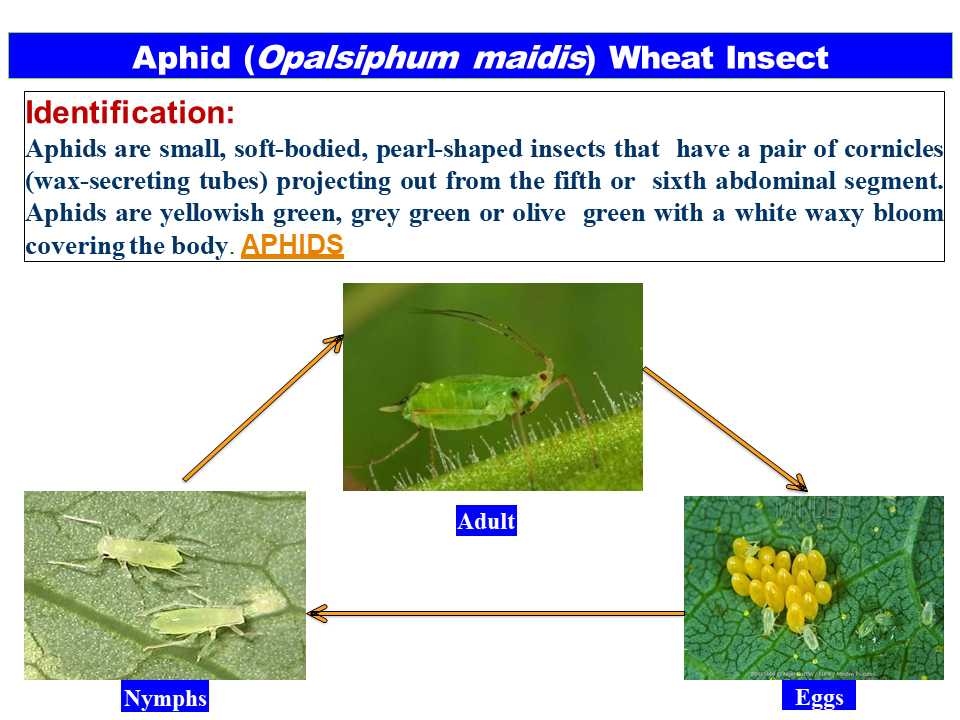 Aphid (Opalsiphum maidis) Wheat Insect
Identification:
Aphids are small, soft-bodied, pearl-shaped insects that have a pair of cornicles
(wax-secreting tubes) projecting out from the fifth or sixth abdominal segment.
Aphids are yellowish green, grey green or olive green with a white waxy bloom
covering the body. APHIDS
Adult
MINDEN
Nymphs
Eggs